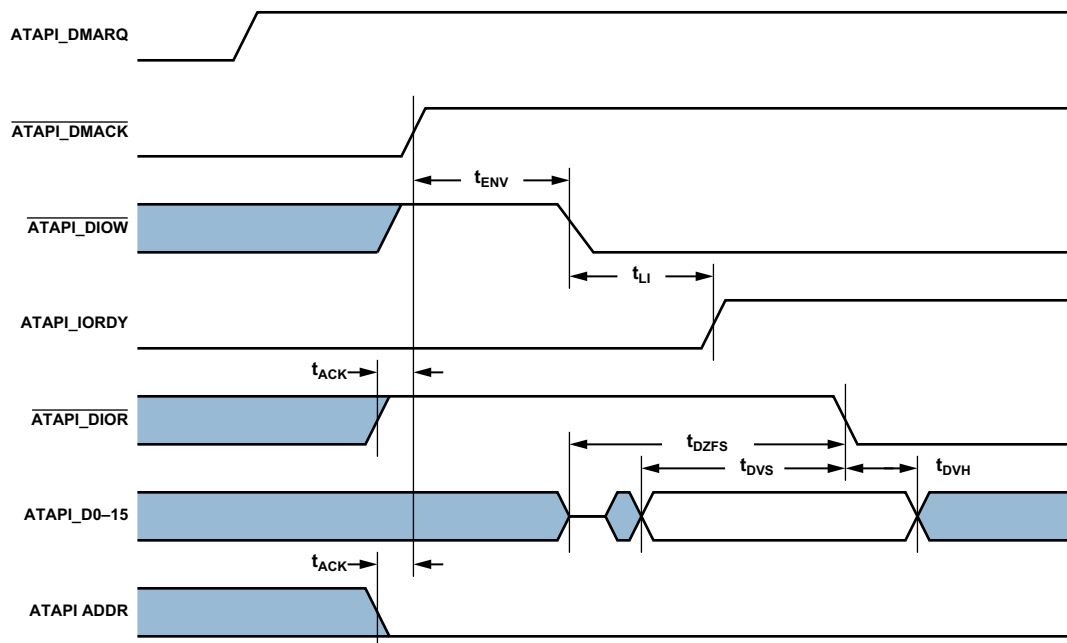 ATAPI_DMARQ
ATAPI_DMACK
tENV
ATAPI_DIOW
tLI
ATAPI_IORDY
tACK
ATAPI_DIOR
tDZFS
tDVS
tDVH
ATAPI_D0–15
tACK
ATAPI ADDR